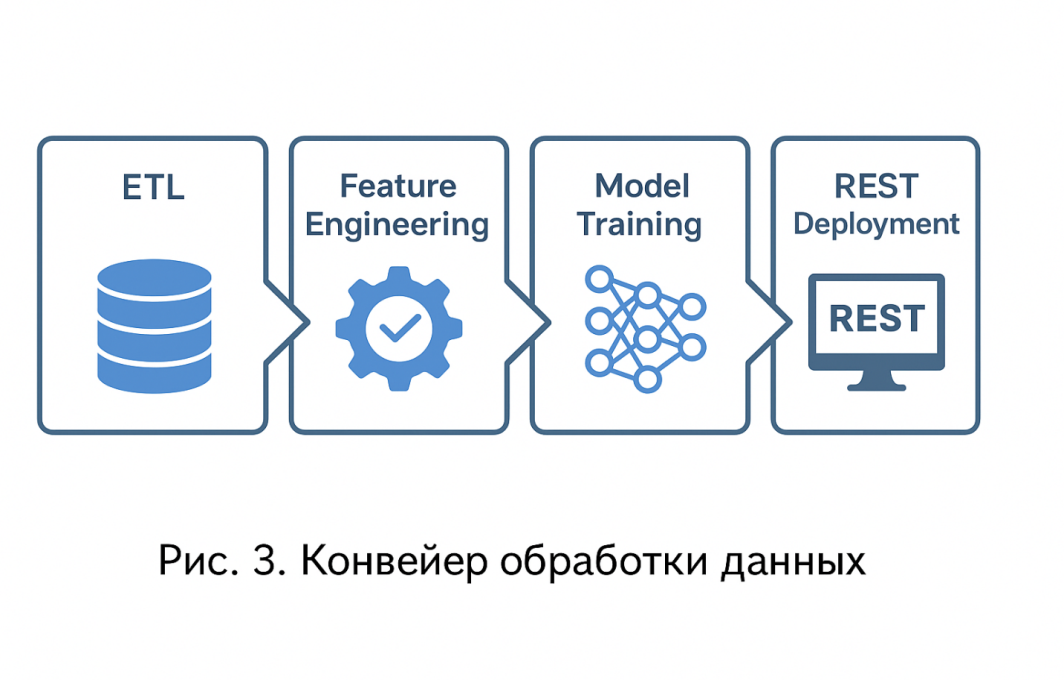 ETL
Feature
Engineering
Model
Training
REST
Deployment
REST
Рис. 3. Конвейер обработки данных